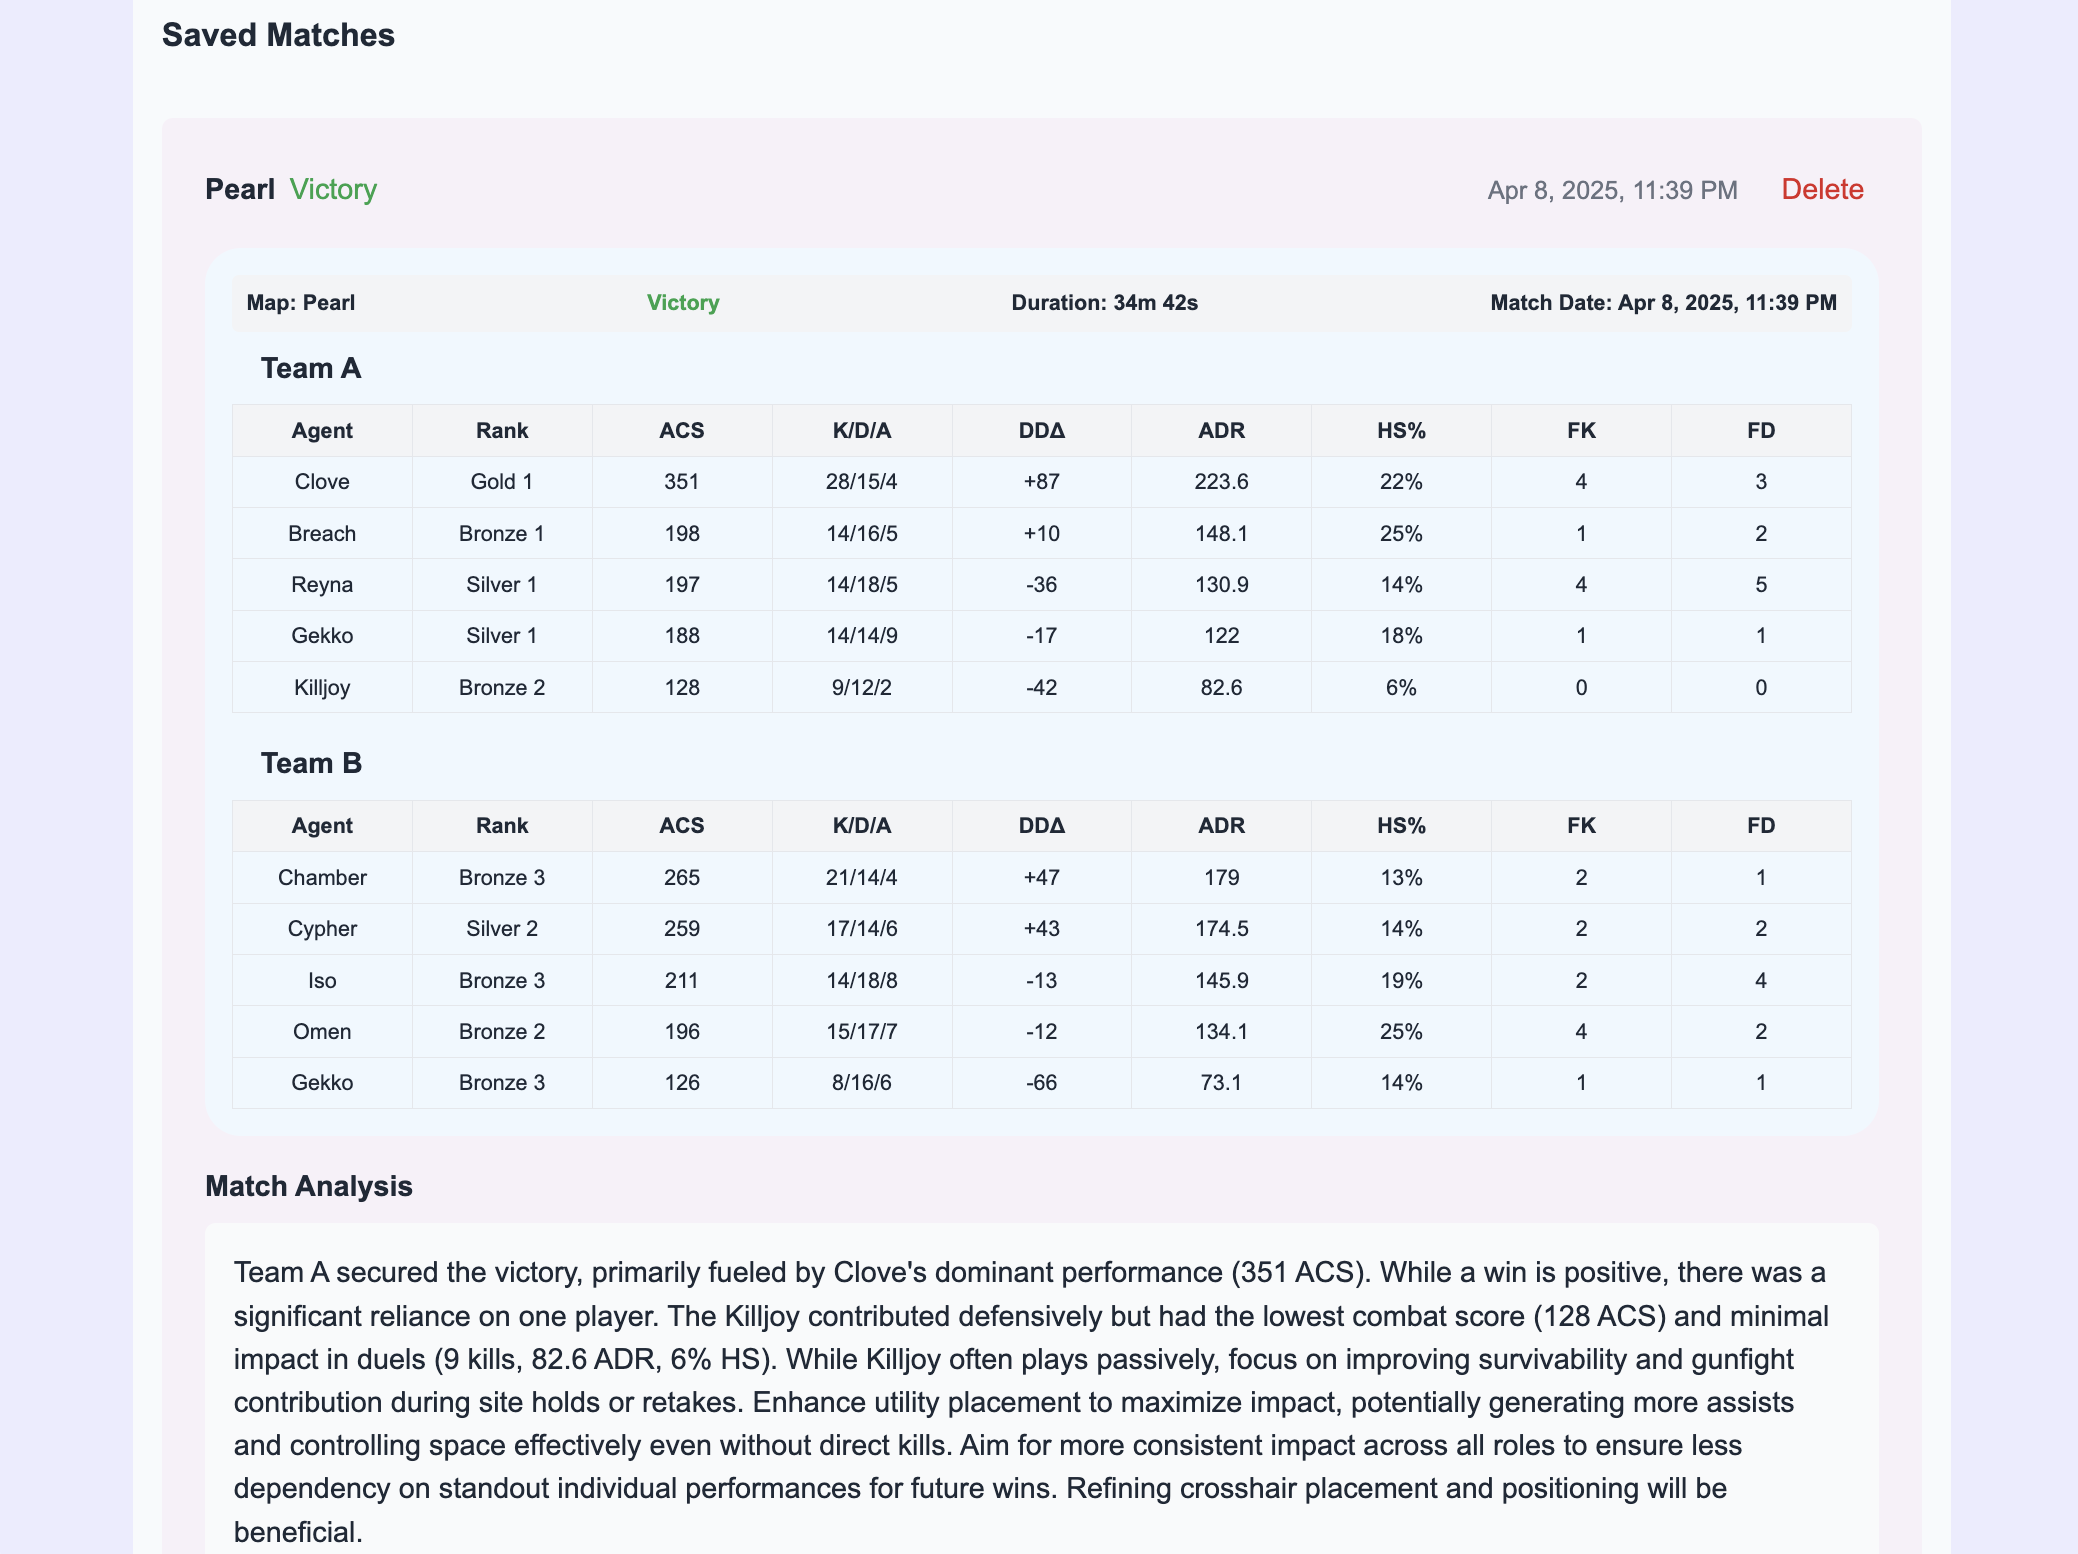 Saved Matches
Pearl Victory Apr 8, 2025, 11:39 PM Delete
Map: Pearl Victory Duration: 34m 42s Match Date: Apr 8, 2025, 11:39 PM
Team A
Agent Rank ACS K/D/A DDΔ ADR HS% FK FD
Clove Gold 1 351 28/15/4 +87 223.6 22% 4 3
Breach Bronze 1 198 14/16/5 +10 148.1 25% 1 2
Reyna Silver 1 197 14/18/5 -36 130.9 14% 4 5
Gekko Silver 1 188 14/14/9 -17 122 18% 1 1
Killjoy Bronze 2 128 9/12/2 -42 82.6 6% 0 0
Team B
Agent Rank ACS K/D/A DDΔ ADR HS% FK FD
Chamber Bronze 3 265 21/14/4 +47 179 13% 2 1
Cypher Silver 2 259 17/14/6 +43 174.5 14% 2 2
Iso Bronze 3 211 14/18/8 -13 145.9 19% 2 4
Omen Bronze 2 196 15/17/7 -12 134.1 25% 4 2
Gekko Bronze 3 126 8/16/6 -66 73.1 14% 1 1
Match Analysis
Team A secured the victory, primarily fueled by Clove's dominant performance (351 ACS). While a win is positive, there was a
significant reliance on one player. The Killjoy contributed defensively but had the lowest combat score (128 ACS) and minimal
impact in duels (9 kills, 82.6 ADR, 6% HS). While Killjoy often plays passively, focus on improving survivability and gunfight
contribution during site holds or retakes. Enhance utility placement to maximize impact, potentially generating more assists
and controlling space effectively even without direct kills. Aim for more consistent impact across all roles to ensure less
dependency on standout individual performances for future wins. Refining crosshair placement and positioning will be
beneficial.